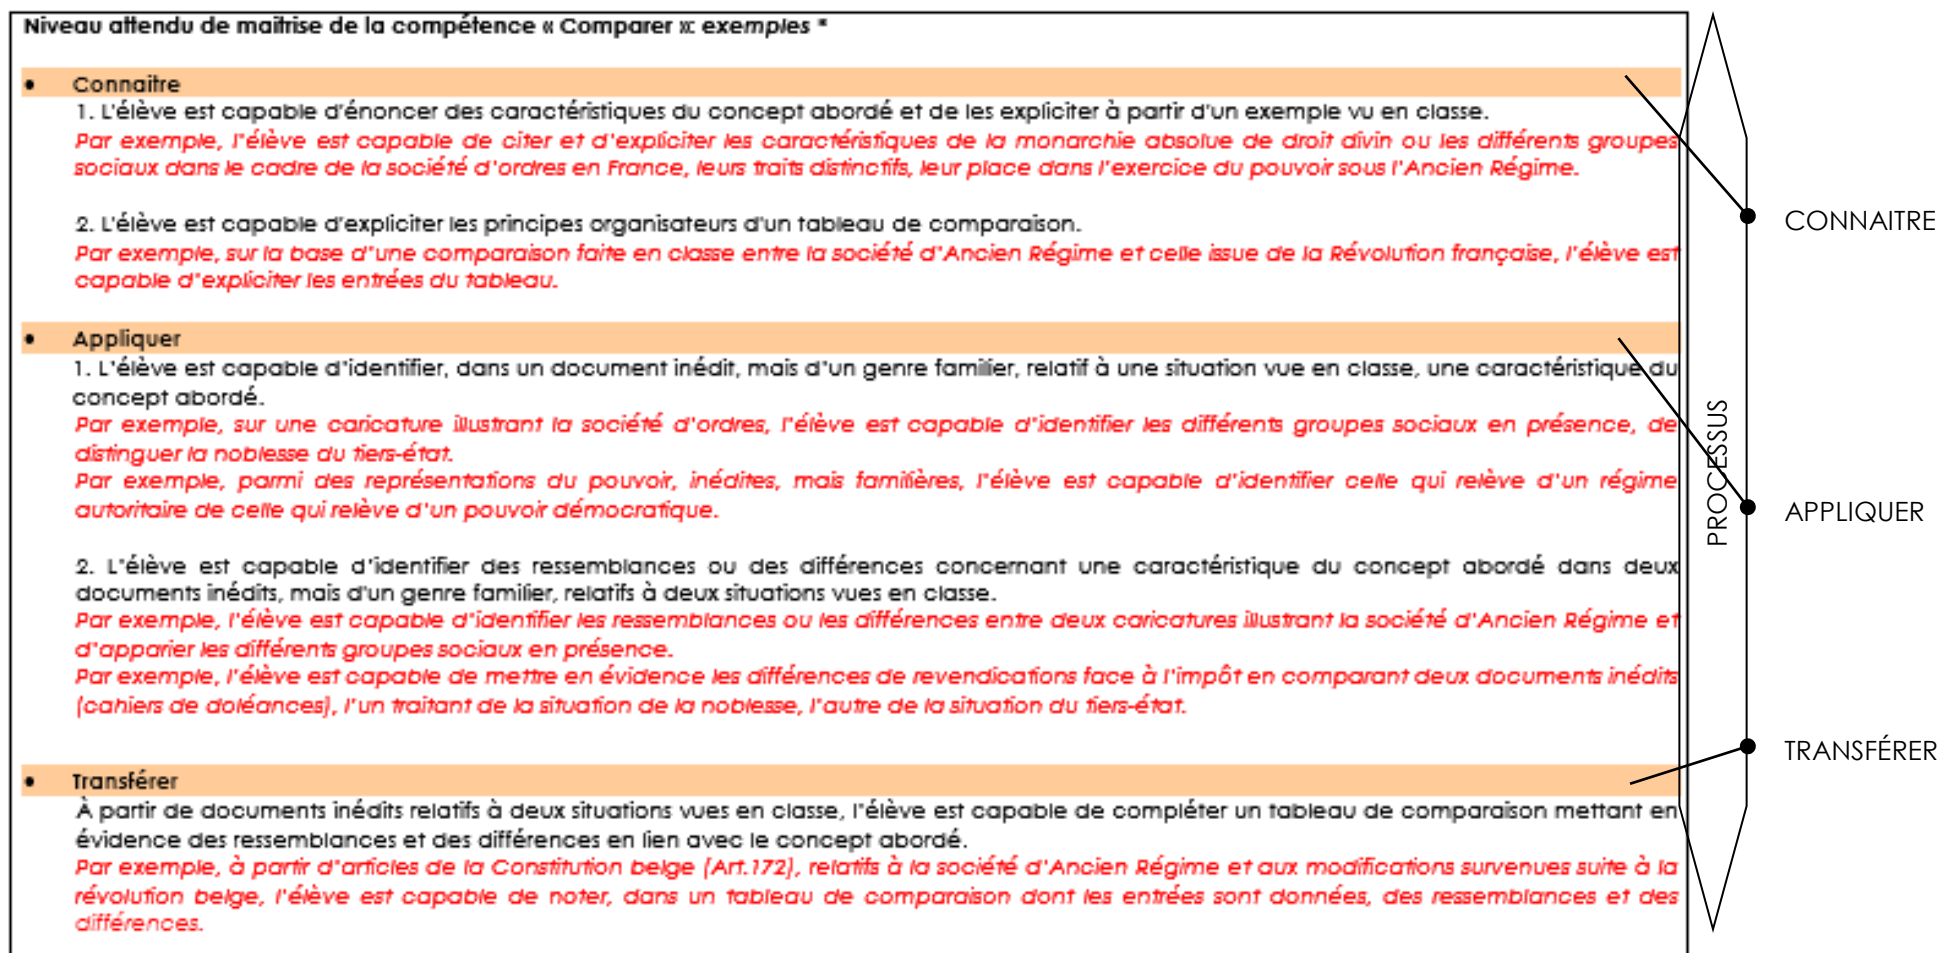 Niveau attendu de maîtrise de la compétence « Comparer »: exemples *
• Connaitre
1. L'élève est capable d'énoncer des caractéristiques du concept abordé et de les expliciter à partir d'un exemple vu en classe.
Par exemple, l'élève est capable de citer et d'expliciter les caractéristiques de la monarchie absolue de droit divin ou les différents groupes
sociaux dans le cadre de la société d'ordres en France, leurs traits distinctifs, leur place dans l'exercice du pouvoir sous l'Ancien Régime.
2. L'élève est capable d'expliciter les principes organisateurs d'un tableau de comparaison.
Par exemple, sur la base d'une comparaison faite en classe entre la société d'Ancien Régime et celle issue de la Révolution française, l'élève est
capable d'expliciter les entrées du tableau.
• Appliquer
1. L'élève est capable d'identifier, dans un document inédit, mais d'un genre familier, relatif à une situation vue en classe, une caractéristique du
concept abordé.
Par exemple, sur une caricature illustrant la société d'ordres, l'élève est capable d'identifier les différents groupes sociaux en présence, de
distinguer la noblesse du tiers-état.
Par exemple, parmi des représentations du pouvoir, inédites, mais familières, l'élève est capable d'identifier celle qui relève d'un régime
autoritaire de celle qui relève d'un pouvoir démocratique.
2. L'élève est capable d'identifier des ressemblances ou des différences concernant une caractéristique du concept abordé dans deux
documents inédits, mais d'un genre familier, relatifs à deux situations vues en classe.
Par exemple, l'élève est capable d'identifier les ressemblances ou les différences entre deux caricatures illustrant la société d'Ancien Régime et
d'apparier les différents groupes sociaux en présence.
Par exemple, l'élève est capable de mettre en évidence les différences de revendications face à l'impôt en comparant deux documents inédits
(cahiers de doléances), l'un traitant de la situation de la noblesse, l'autre de la situation du tiers-état.
• Transférer
À partir de documents inédits relatifs à deux situations vues en classe, l'élève est capable de compléter un tableau de comparaison mettant en
évidence des ressemblances et des différences en lien avec le concept abordé.
Par exemple, à partir d'articles de la Constitution belge (Art.172), relatifs à la société d'Ancien Régime et aux modifications survenues suite à la
révolution belge, l'élève est capable de noter, dans un tableau de comparaison dont les entrées sont données, des ressemblances et des
différences.
PROCESSUS
CONNAITRE
APPLIQUER
TRANSFÉRER